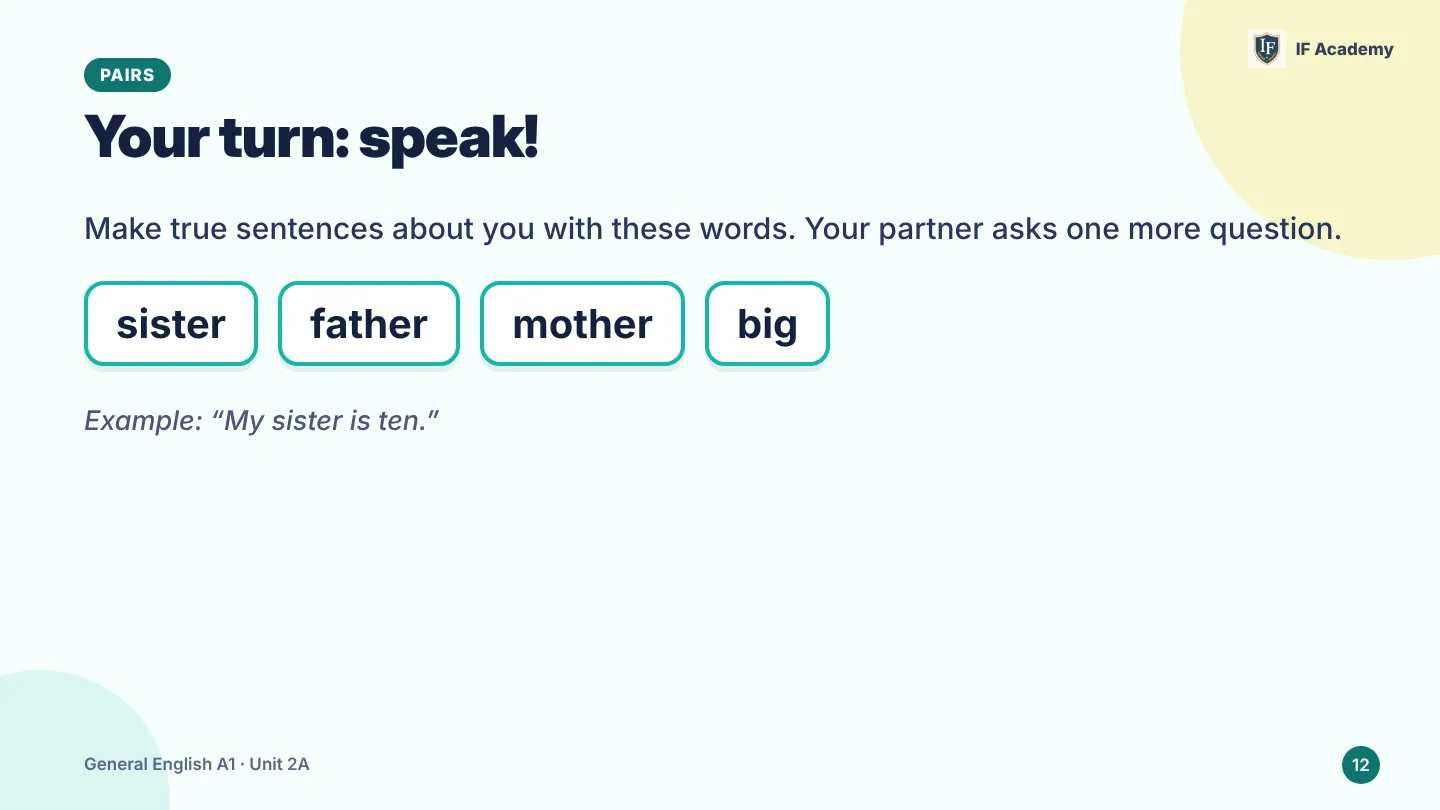 IF
IF Academy
PAIRS
Your turn: speak!
Make true sentences about you with these words. Your partner asks one more question.
sister father mother big
Example: “My sister is ten.”
General English A1 · Unit 2A
12